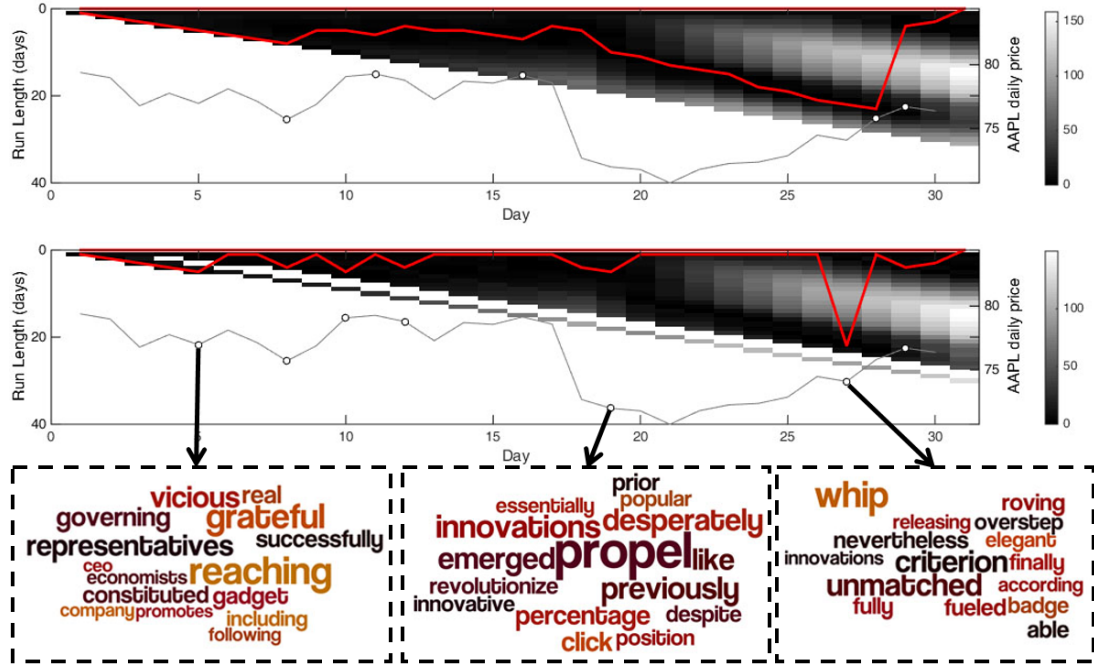 0
20
40
Run Length (days)
0
5
10
15
20
25
30
Day
80
75
AAPL daily price
150
100
50
0
0
20
40
Run Length (days)
0
10
15
20
25
30
Day
80
75
AAPL daily price
100
50
0
vicious real
governing grateful
representatives successfully
ceo reaching
economists
constituted gadget
company promotes including
following
prior
essentially popular
innovations desperately
emerged propel like
revolutionize previously
innovative percentage despite
click position
whip roving
releasing overstep
nevertheless elegant
innovations criterion finally
unmatched according
fully fueled badge
able